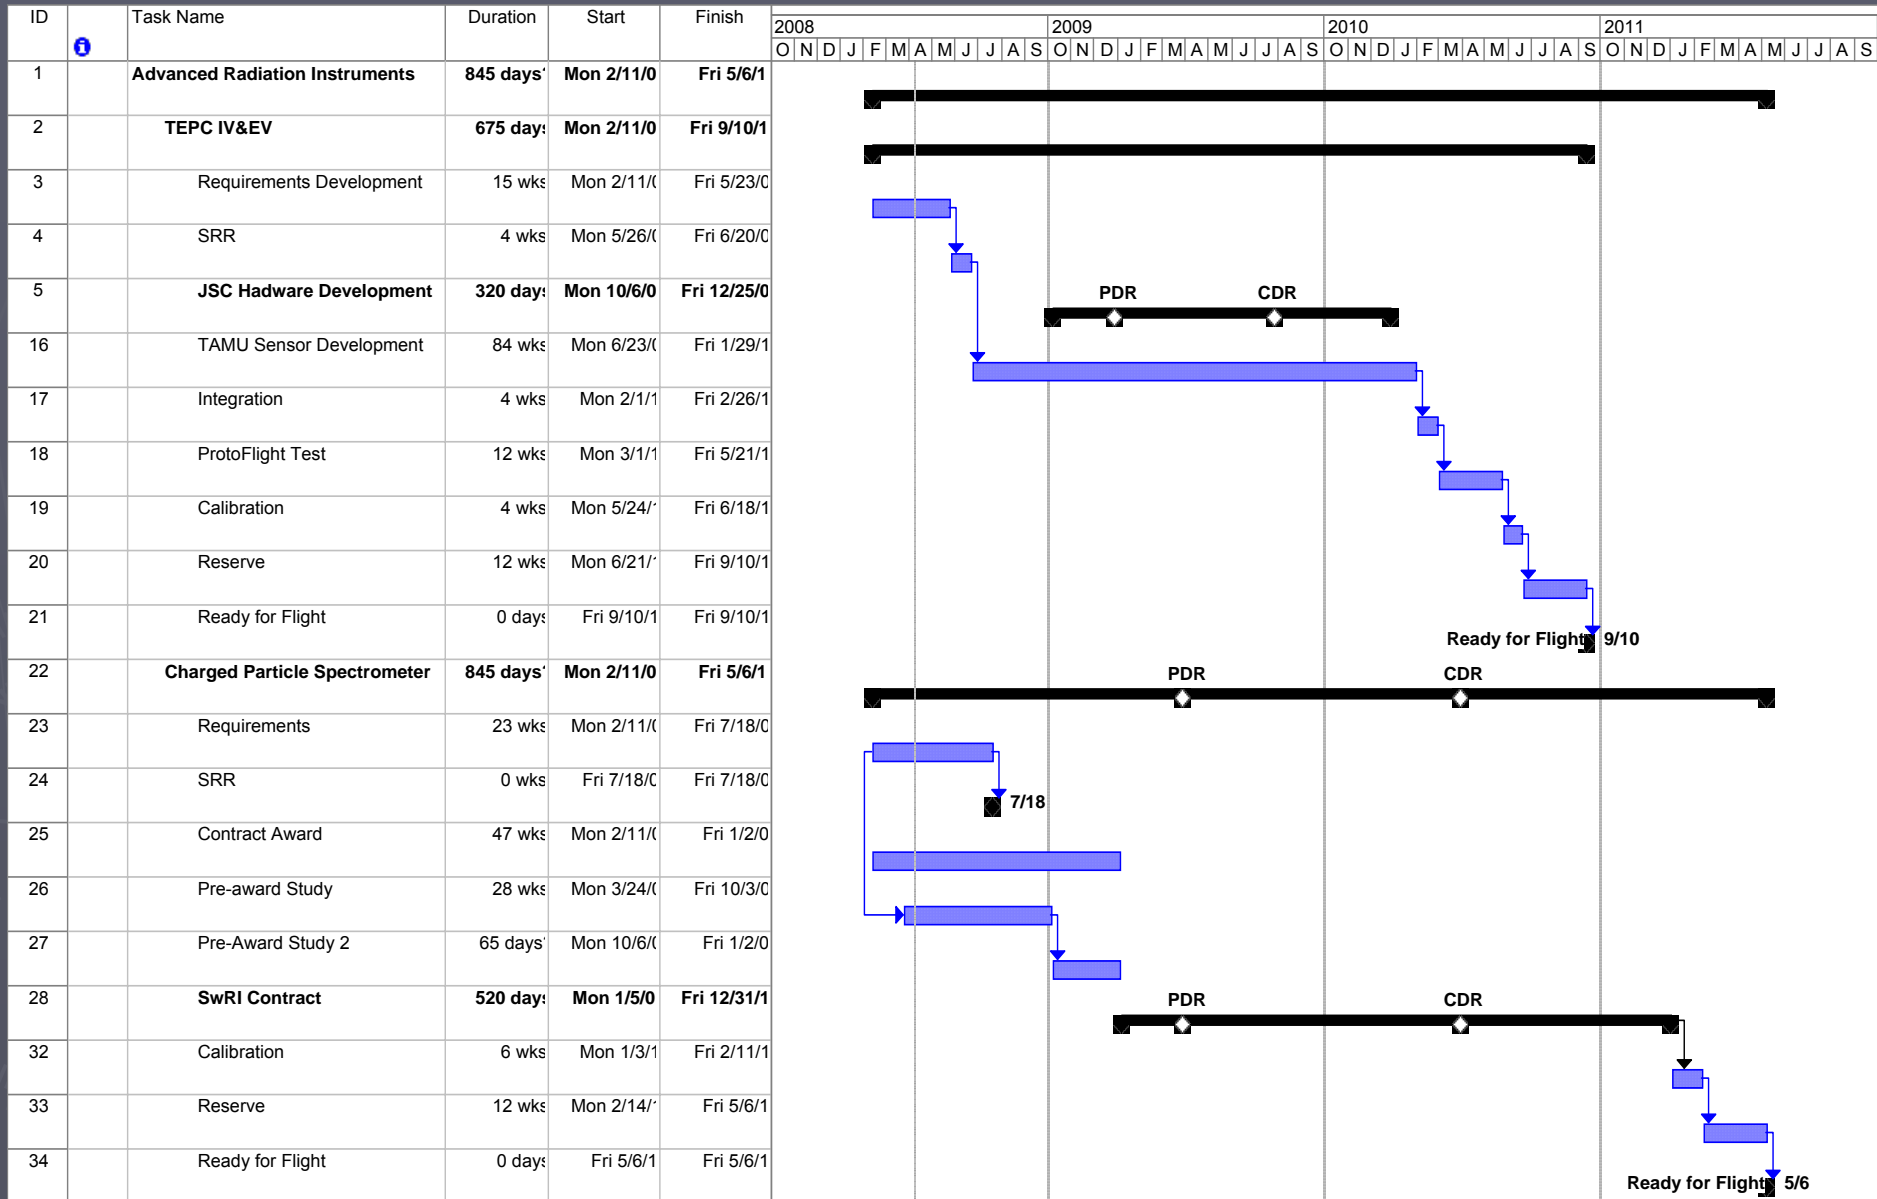 ID Task Name Duration Start Finish 2008 2009 2010 2011
O N D J F M A M J J A S O N D J F M A M J J A S O N D J F M A M J J A S O N D J F M A M J J A S
1 Advanced Radiation Instruments 845 days? Mon 2/11/0 Fri 5/6/1
2 TEPC IV&EV 675 days Mon 2/11/0 Fri 9/10/1
3 Requirements Development 15 wks Mon 2/11/0 Fri 5/23/0
4 SRR 4 wks Mon 5/26/0 Fri 6/20/0
5 JSC Hadware Development 320 days Mon 10/6/0 Fri 12/25/0 PDR CDR
16 TAMU Sensor Development 84 wks Mon 6/23/0 Fri 1/29/1
17 Integration 4 wks Mon 2/1/1 Fri 2/26/1
18 ProtoFlight Test 12 wks Mon 3/1/1 Fri 5/21/1
19 Calibration 4 wks Mon 5/24/1 Fri 6/18/1
20 Reserve 12 wks Mon 6/21/1 Fri 9/10/1
21 Ready for Flight 0 days Fri 9/10/1 Fri 9/10/1 Ready for Flight 9/10
22 Charged Particle Spectrometer 845 days? Mon 2/11/0 Fri 5/6/1 PDR CDR
23 Requirements 23 wks Mon 2/11/0 Fri 7/18/0
24 SRR 0 wks Fri 7/18/0 Fri 7/18/0 7/18
25 Contract Award 47 wks Mon 2/11/0 Fri 1/2/0
26 Pre-award Study 28 wks Mon 3/24/0 Fri 10/3/0
27 Pre-Award Study 2 65 days? Mon 10/6/0 Fri 1/2/0
28 SwRI Contract 520 days Mon 1/5/0 Fri 12/31/1 PDR CDR
32 Calibration 6 wks Mon 1/3/1 Fri 2/11/1
33 Reserve 12 wks Mon 2/14/1 Fri 5/6/1
34 Ready for Flight 0 days Fri 5/6/1 Fri 5/6/1 Ready for Flight 5/6